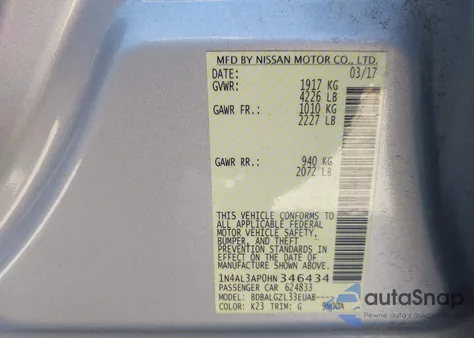 MFD BY NISSAN MOTOR CO., LTD.
DATE: 03/17
GVWR: 1917 KG
4226 LB
GAWR FR.: 1010 KG
2227 LB
GAWR RR.: 940 KG
2072 LB
THIS VEHICLE CONFORMS TO
ALL APPLICABLE FEDERAL
MOTOR VEHICLE SAFETY,
BUMPER, AND THEFT
PREVENTION STANDARDS IN
EFFECT ON THE DATE OF
MANUFACTURE SHOWN ABOVE.
1N4AL3AP0HN346434
PASSENGER CAR 624833
MODEL:
COLOR: K23 TRIM: G
autoSnap
Pewne auto z